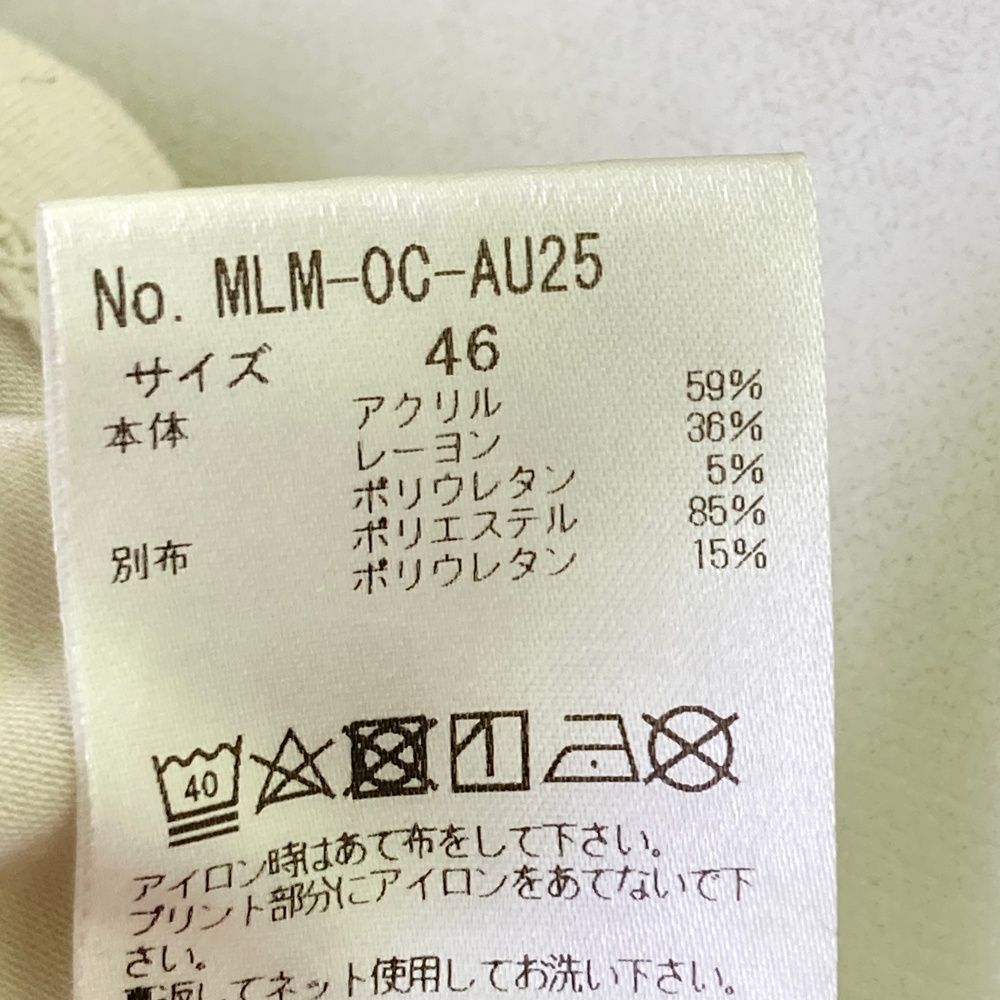 No. MLM-OC-AU25
サイズ 46
本体 アクリル 59%
レーヨン 36%
ポリウレタン 5%
別布 ポリエステル 85%
ポリウレタン 15%
40
アイロン時はあて布をして下さい。
プリント部分にアイロンをあてないで下
さい。
裏返してネット使用してお洗い下さい。